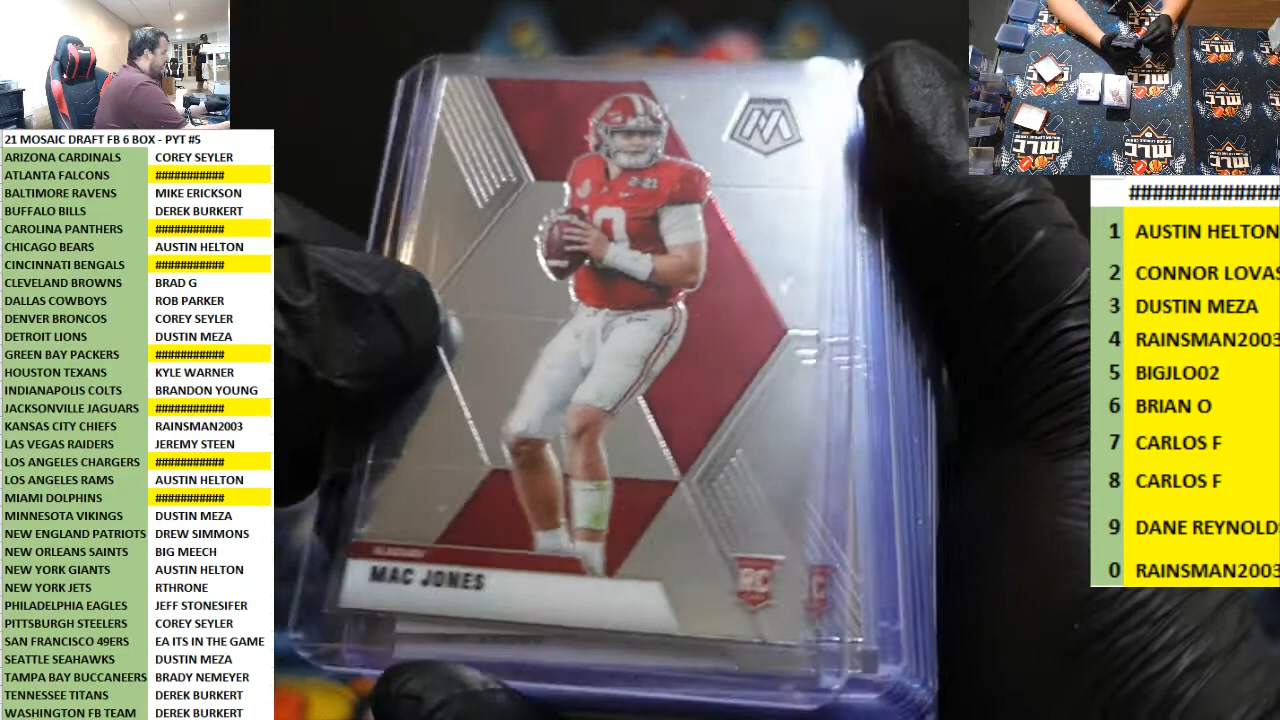 21 MOSAIC DRAFT FB 6 BOX - PYT #5
ARIZONA CARDINALS COREY SEYLER
ATLANTA FALCONS ###########
BALTIMORE RAVENS MIKE ERICKSON
BUFFALO BILLS DEREK BURKERT
CAROLINA PANTHERS ###########
CHICAGO BEARS AUSTIN HELTON
CINCINNATI BENGALS ###########
CLEVELAND BROWNS BRAD G
DALLAS COWBOYS ROB PARKER
DENVER BRONCOS COREY SEYLER
DETROIT LIONS DUSTIN MEZA
GREEN BAY PACKERS ###########
HOUSTON TEXANS KYLE WARNER
INDIANAPOLIS COLTS BRANDON YOUNG
JACKSONVILLE JAGUARS ###########
KANSAS CITY CHIEFS RAINSMAN2003
LAS VEGAS RAIDERS JEREMY STEEN
LOS ANGELES CHARGERS ###########
LOS ANGELES RAMS AUSTIN HELTON
MIAMI DOLPHINS ###########
MINNESOTA VIKINGS DUSTIN MEZA
NEW ENGLAND PATRIOTS DREW SIMMONS
NEW ORLEANS SAINTS BIG MEECH
NEW YORK GIANTS AUSTIN HELTON
NEW YORK JETS RTHRONE
PHILADELPHIA EAGLES JEFF STONESIFER
PITTSBURGH STEELERS COREY SEYLER
SAN FRANCISCO 49ERS EA ITS IN THE GAME
SEATTLE SEAHAWKS DUSTIN MEZA
TAMPA BAY BUCCANEERS BRADY NEMEYER
TENNESSEE TITANS DEREK BURKERT
WASHINGTON FB TEAM DEREK BURKERT
MAC JONES
RC
##############
1 AUSTIN HELTON
2 CONNOR LOVAS
3 DUSTIN MEZA
4 RAINSMAN2003
5 BIGJLO02
6 BRIAN O
7 CARLOS F
8 CARLOS F
9 DANE REYNOLD
0 RAINSMAN2003